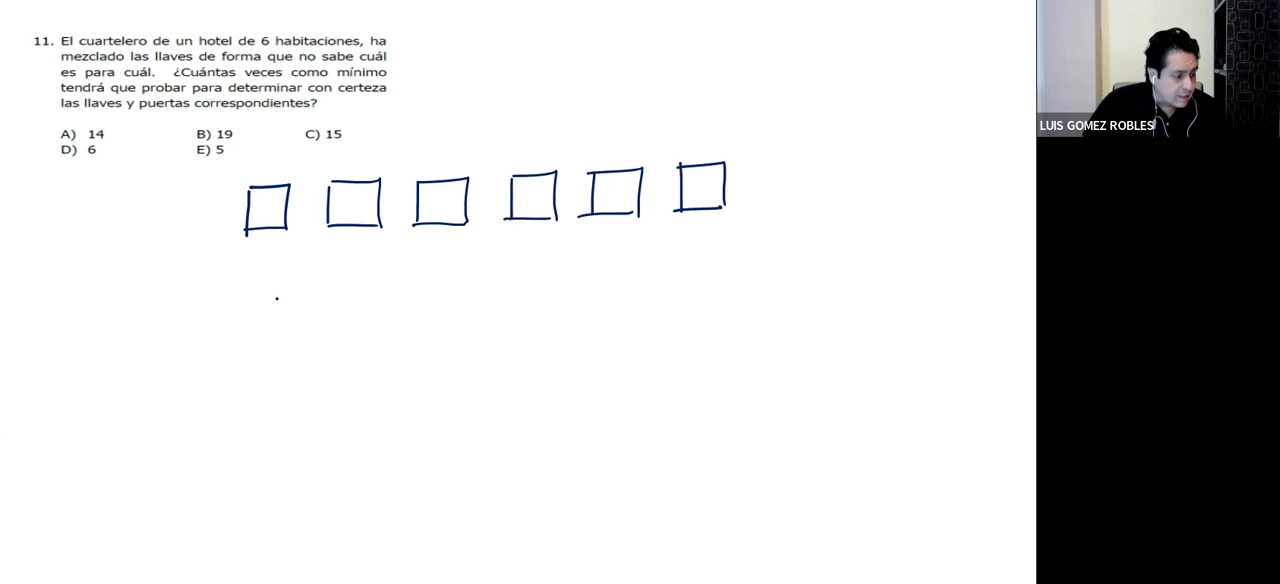 11. El cuartelero de un hotel de 6 habitaciones, ha
mezclado las llaves de forma que no sabe cuál
es para cuál. ¿Cuántas veces como mínimo
tendrá que probar para determinar con certeza
las llaves y puertas correspondientes?
A) 14 B) 19 C) 15
D) 6 E) 5
LUIS GOMEZ ROBLES